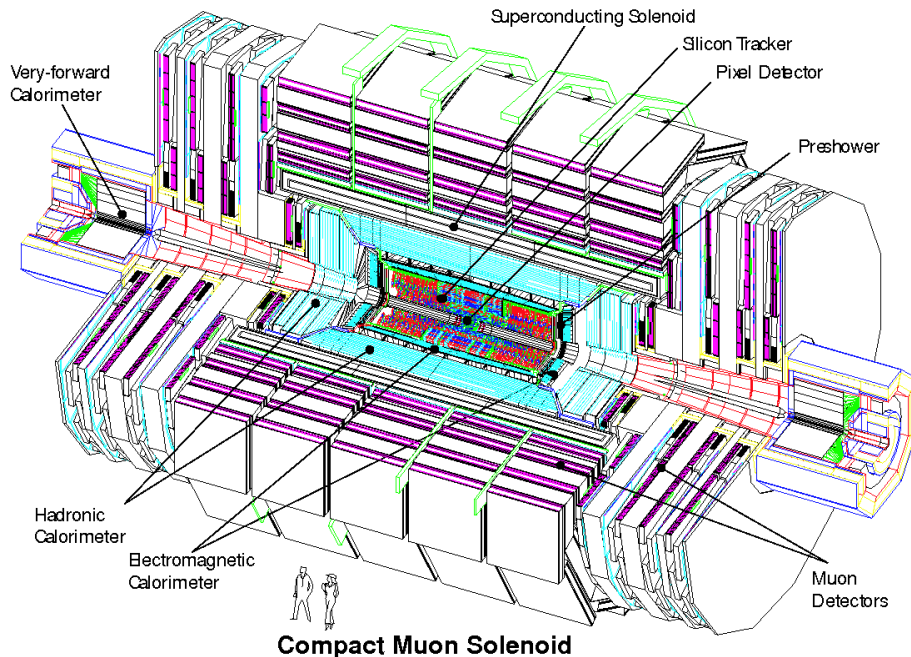 Superconducting Solenoid
Silicon Tracker
Pixel Detector
Very-forward
Calorimeter
Preshower
Hadronic
Calorimeter
Electromagnetic
Calorimeter
Muon
Detectors
Compact Muon Solenoid